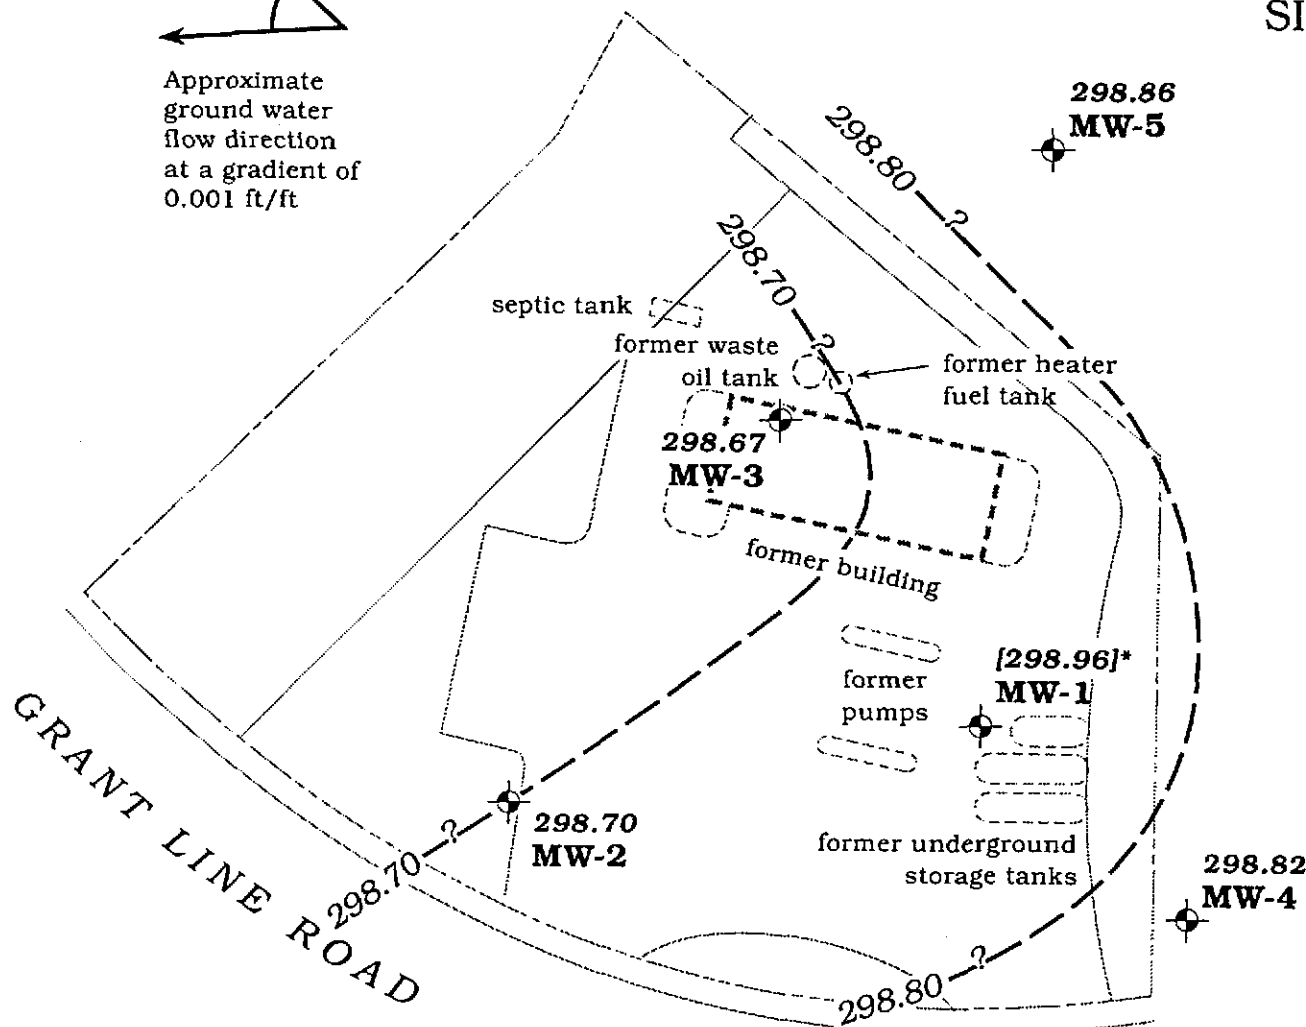 SI
Approximate
ground water
flow direction
at a gradient of
0.001 ft/ft
298.86
MW-5
298.80
?
298.70
?
septic tank
former waste
oil tank
former heater
fuel tank
298.67
MW-3
former building
[298.96]*
MW-1
former
pumps
298.70
MW-2
?
298.70
former underground
storage tanks
298.82
MW-4
?
298.80
GRANT LINE ROAD